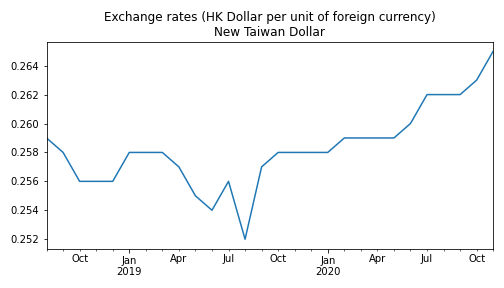 Exchange rates (HK Dollar per unit of foreign currency)
New Taiwan Dollar
0.264
0.262
0.260
0.258
0.256
0.254
0.252
Oct Jan Apr Jul Oct Jan Apr Jul Oct
2019 2020